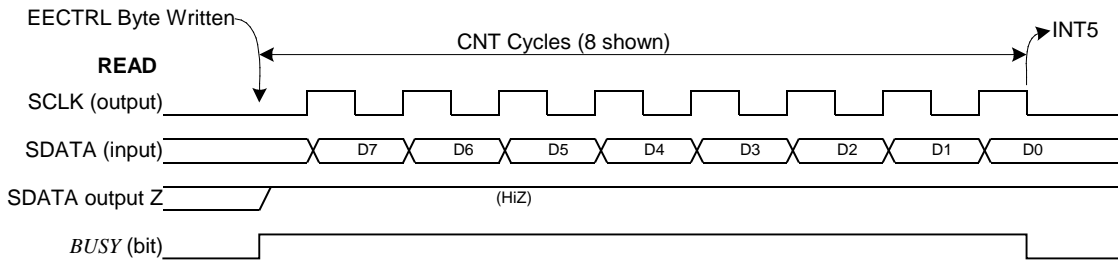 EECTRL Byte Written
INT5
CNT Cycles (8 shown)
READ
SCLK (output)
SDATA (input)
D7 D6 D5 D4 D3 D2 D1 D0
SDATA output Z
(HiZ)
BUSY (bit)